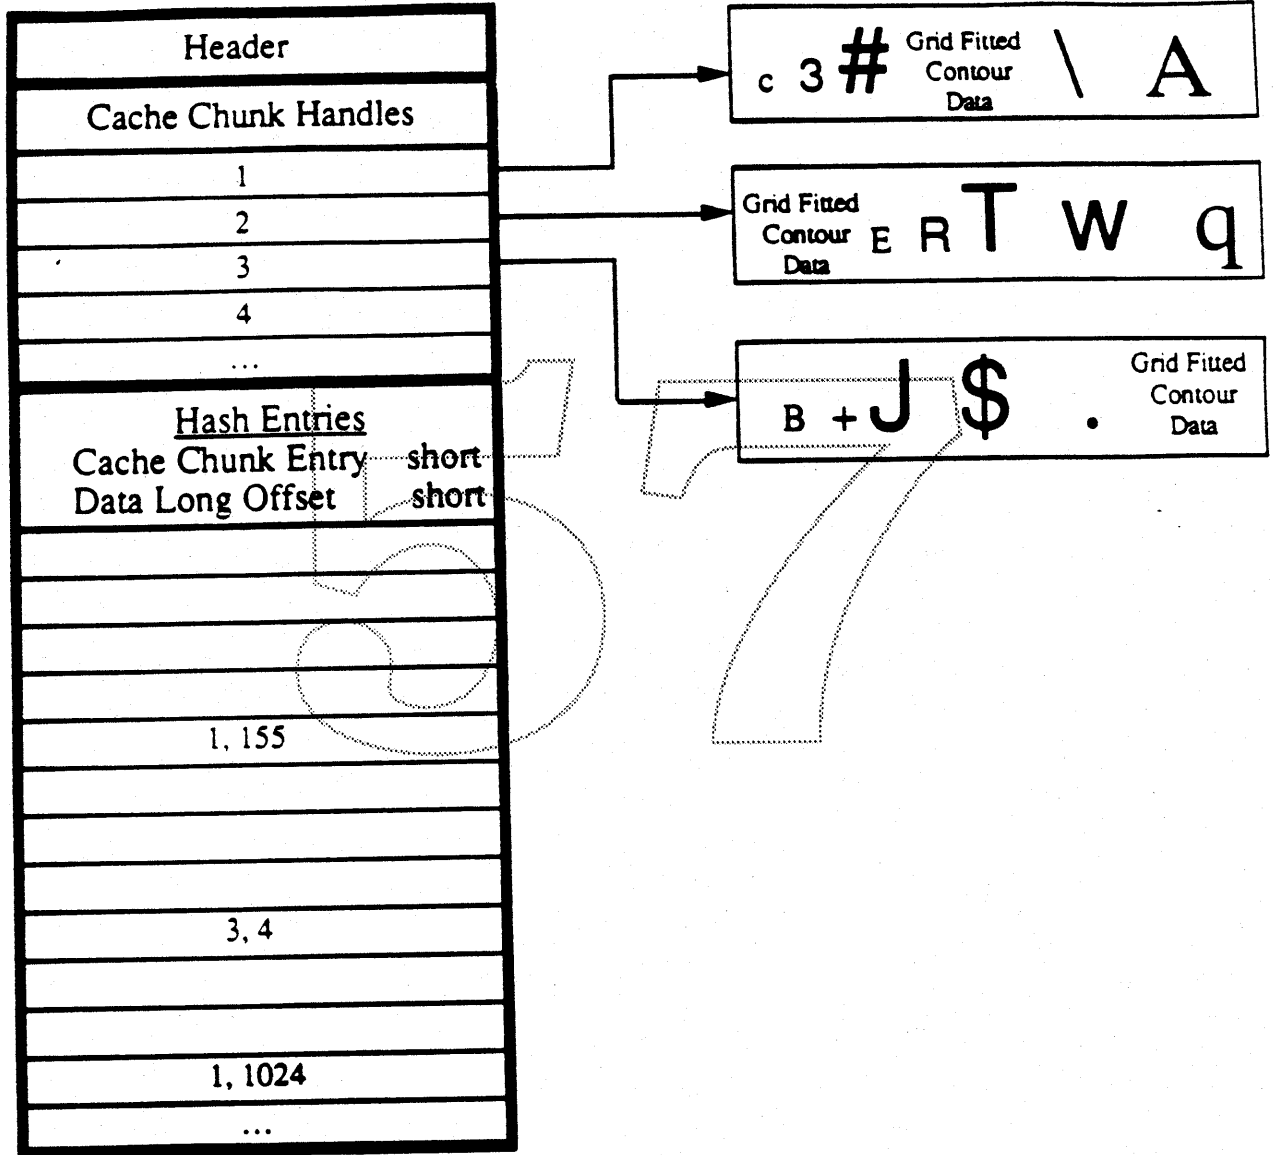 Header
Cache Chunk Handles
1
2
3
4
...
Hash Entries
Cache Chunk Entry short
Data Long Offset short
1, 155
3, 4
1, 1024
...
c 3 # Grid Fitted Contour Data \ A
Grid Fitted Contour Data E R T W q
B + J $ . Grid Fitted Contour Data
57